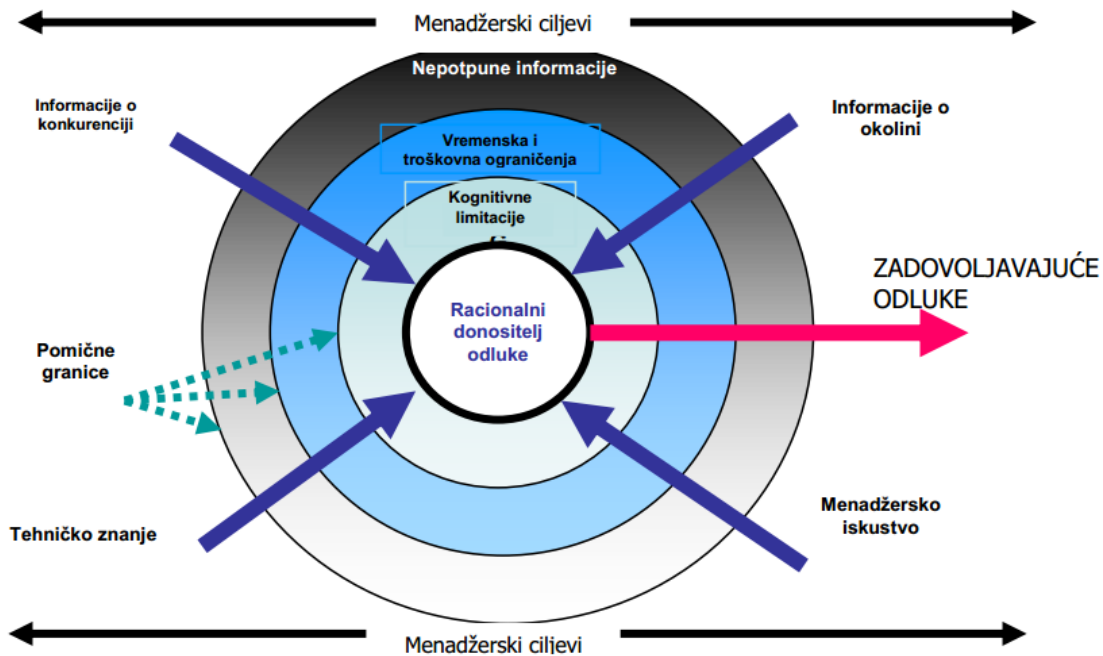 Menadžerski ciljevi
Nepotpune informacije
Informacije o
konkurenciji
Informacije o
okolini
Vremenska i
troškovna ograničenja
Kognitivne
limitacije
Racionalni
donositelj
odluke
ZADOVOLJAVAJUĆE
ODLUKE
Pomične
granice
Tehničko znanje
Menadžersko
iskustvo
Menadžerski ciljevi